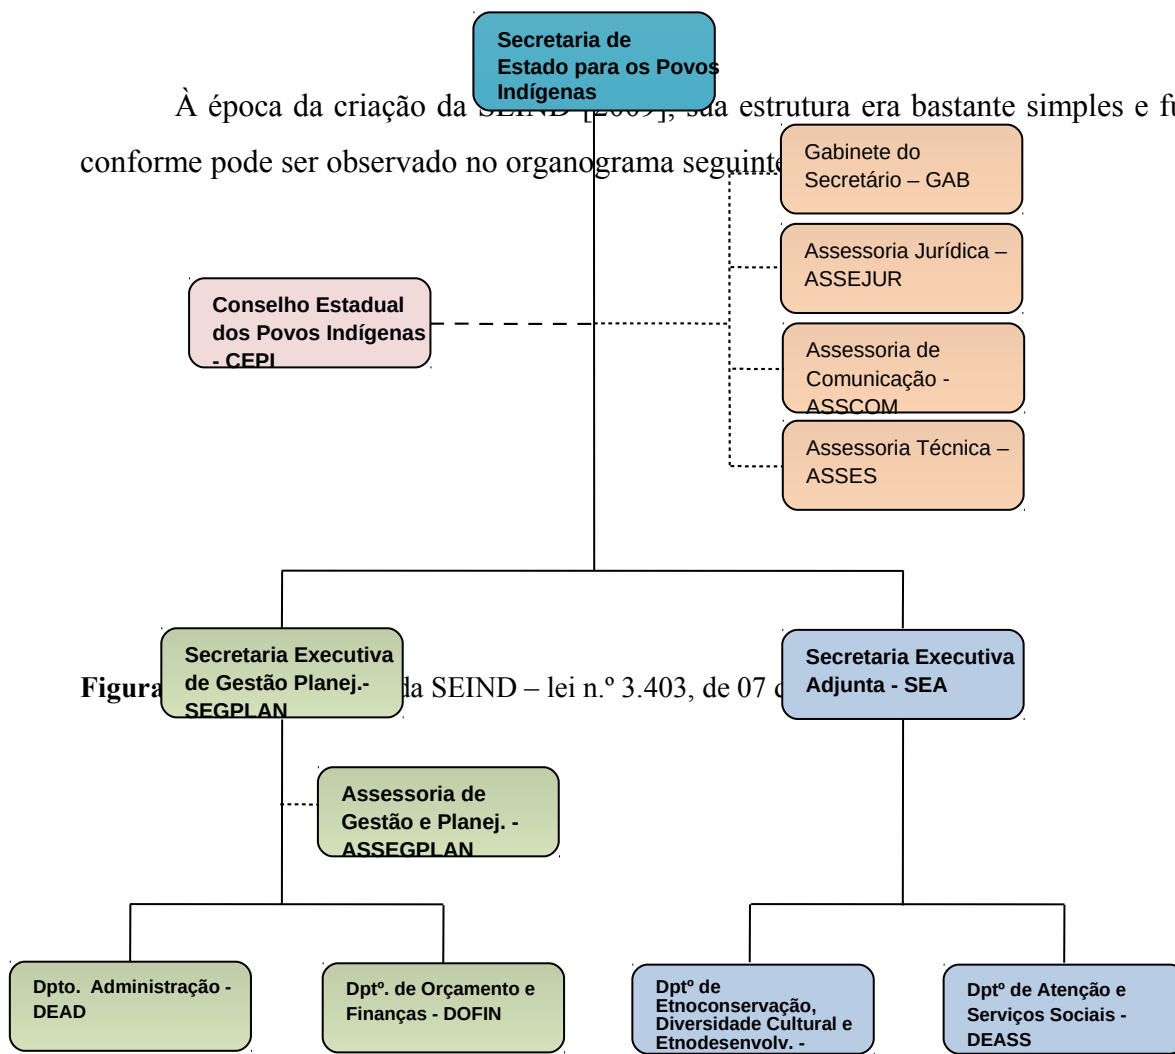 Secretaria de
Estado para os Povos
Indígenas
À época da criação da SEIND [2009], sua estrutura era bastante simples e
conforme pode ser observado no organograma seguinte
Gabinete do
Secretário – GAB
Assessoria Jurídica –
ASSEJUR
Conselho Estadual
dos Povos Indígenas
- CEPI
Assessoria de
Comunicação -
ASSCOM
Assessoria Técnica –
ASSES
Secretaria Executiva
de Gestão Planej.-
SEGPLAN
Secretaria Executiva
Adjunta - SEA
Figura da SEIND – lei n.º 3.403, de 07
Assessoria de
Gestão e Planej. -
ASSEGPLAN
Dpto. Administração -
DEAD
Dptº. de Orçamento e
Finanças - DOFIN
Dptº de
Etnoconservação,
Diversidade Cultural e
Etnodesenvolv. -
Dptº de Atenção e
Serviços Sociais -
DEASS